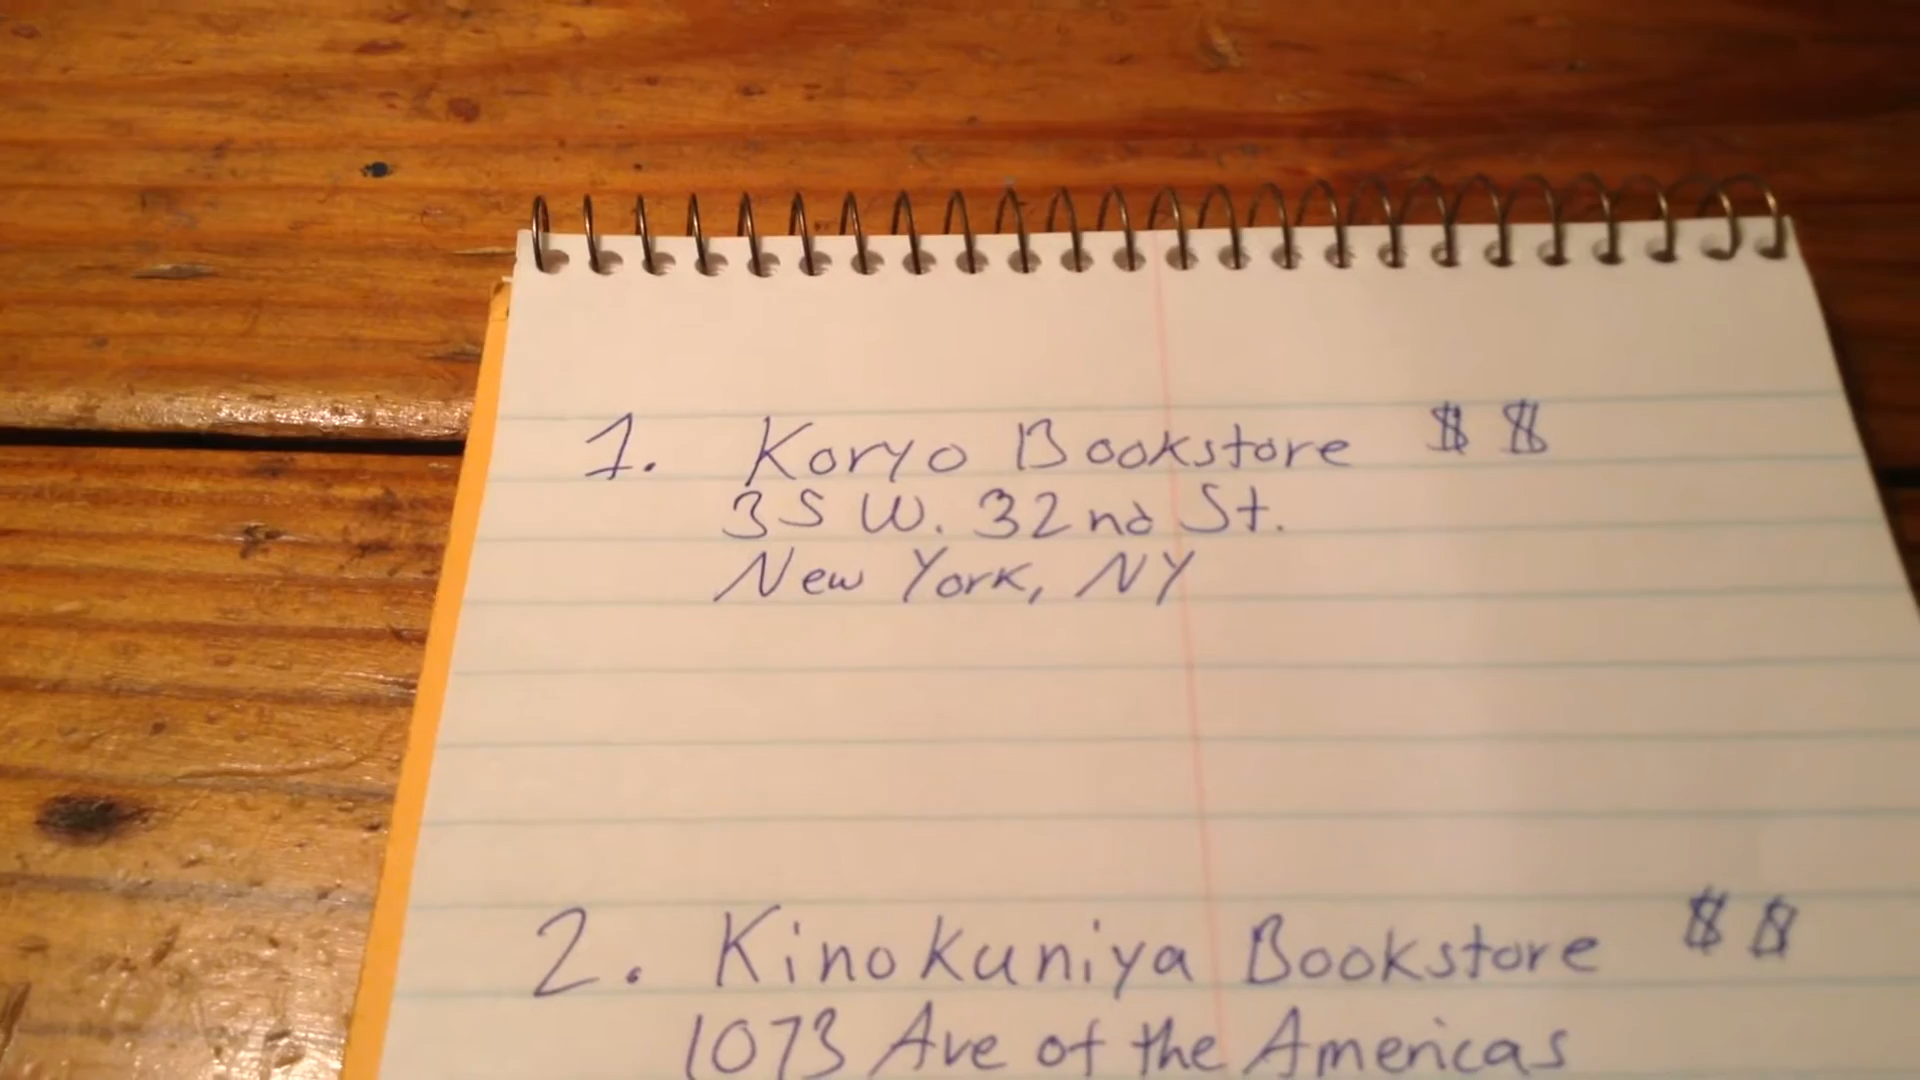 1. Koryo Bookstore $ $
35 W. 32nd St.
New York, NY
2. Kinokuniya Bookstore $ $
1073 Ave of the Americas